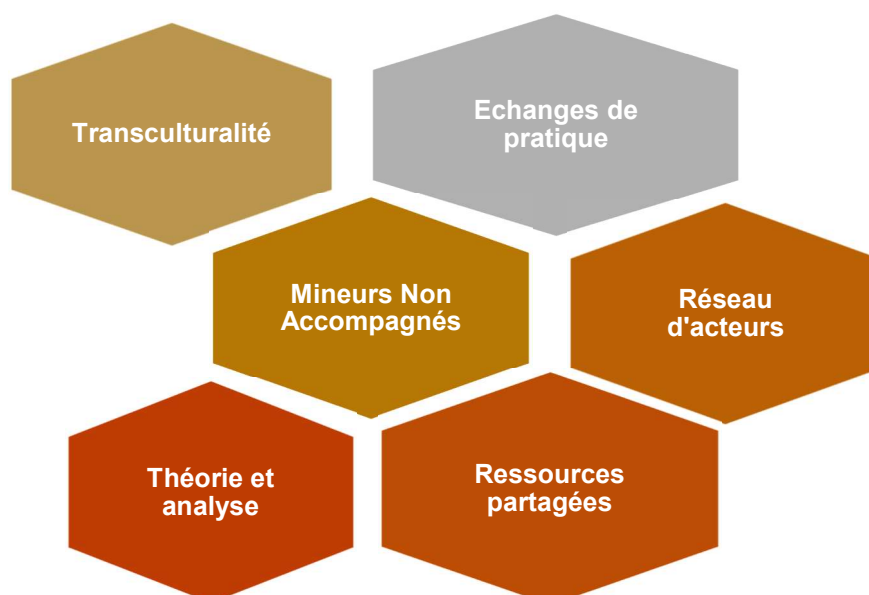 Transculturalité
Echanges de
pratique
Mineurs Non
Accompagnés
Réseau
d'acteurs
Théorie et
analyse
Ressources
partagées